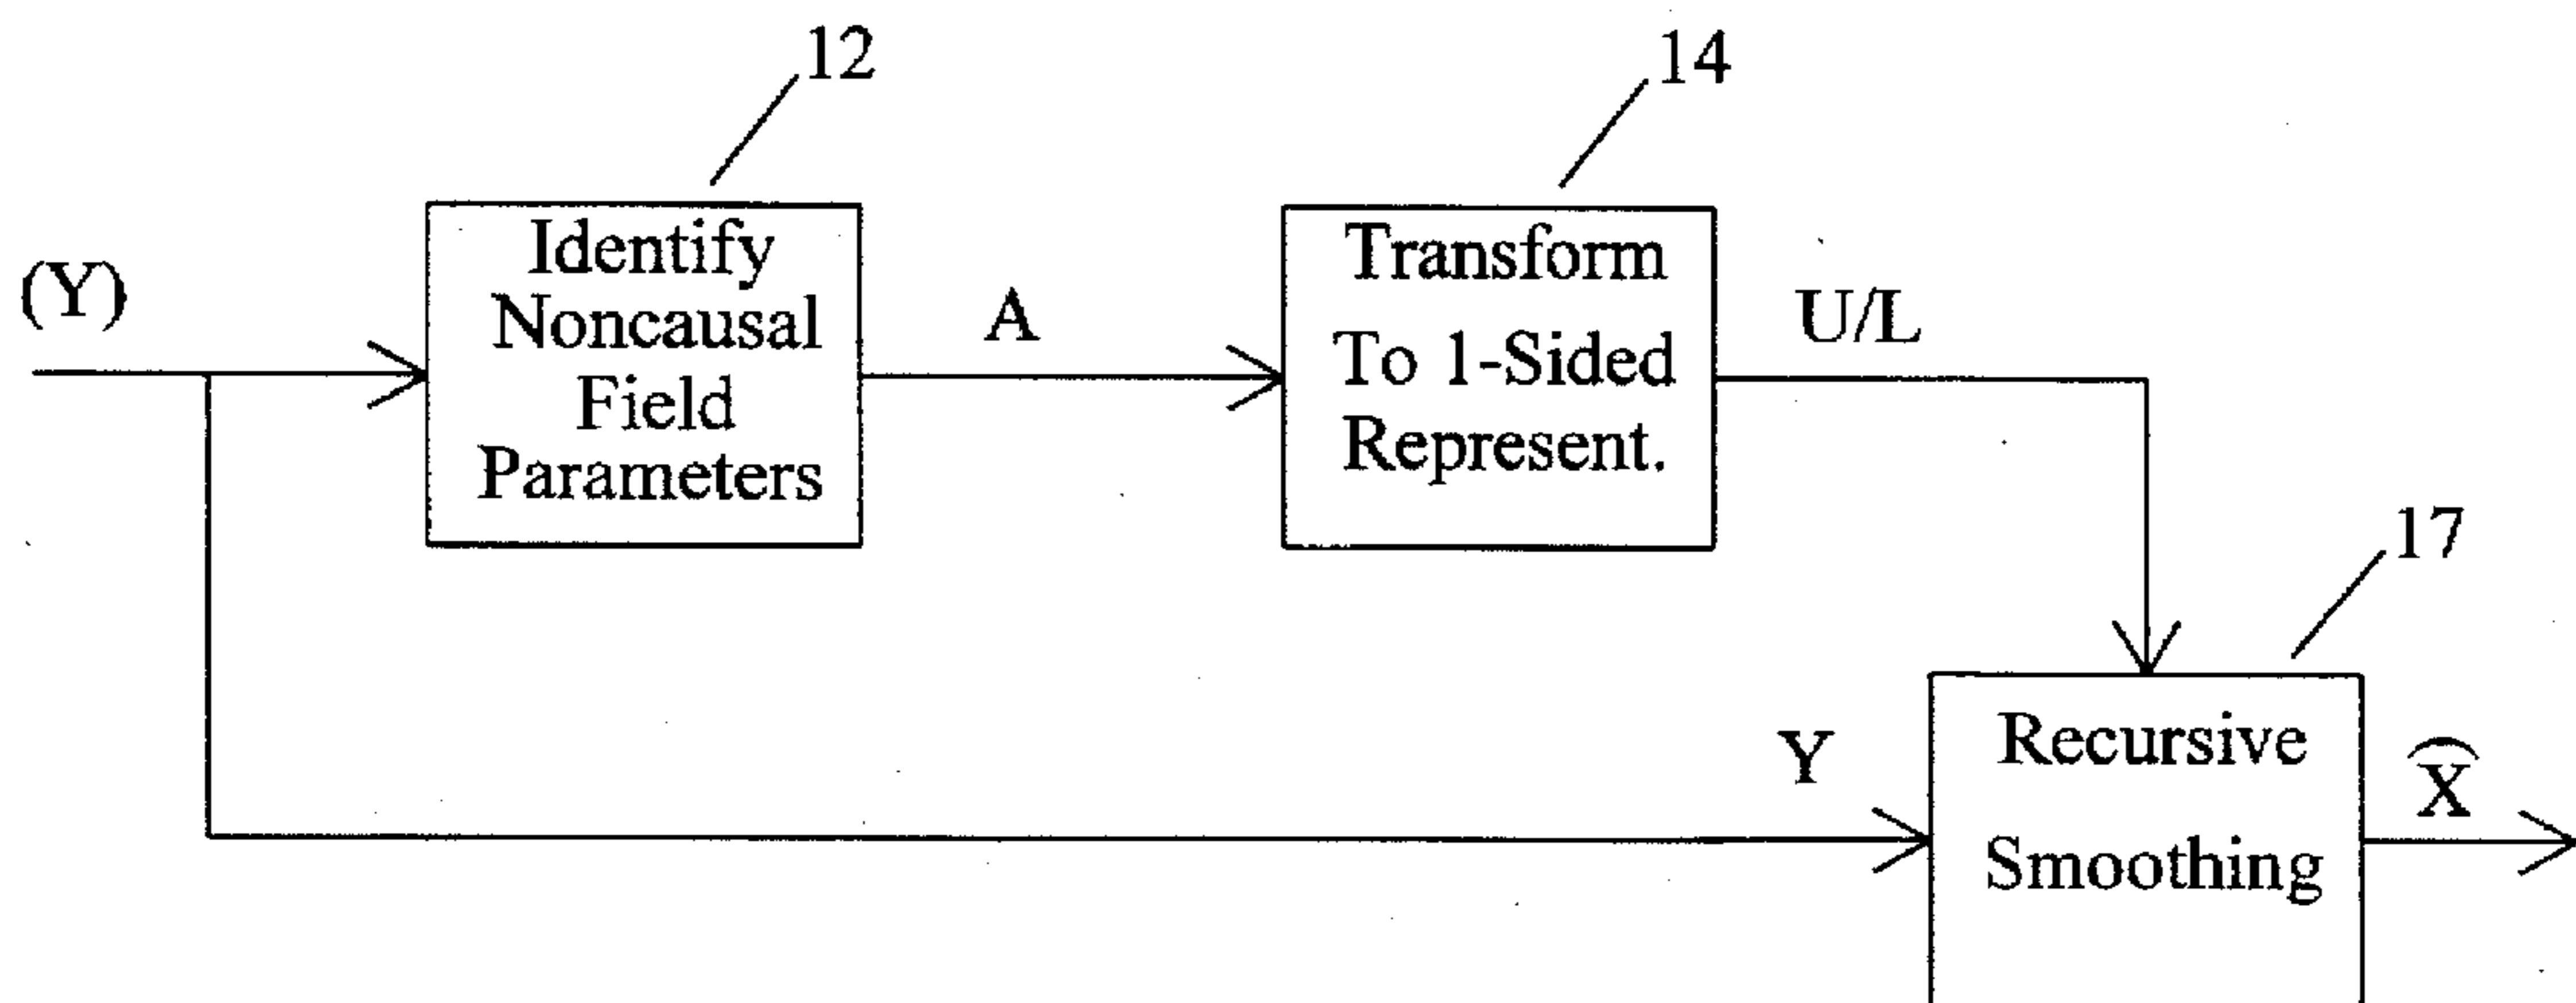 12
14
(Y)
Identify
Noncausal
Field
Parameters
A
Transform
To 1-Sided
Represent.
U/L
17
Y
Recursive
Smoothing
X̂